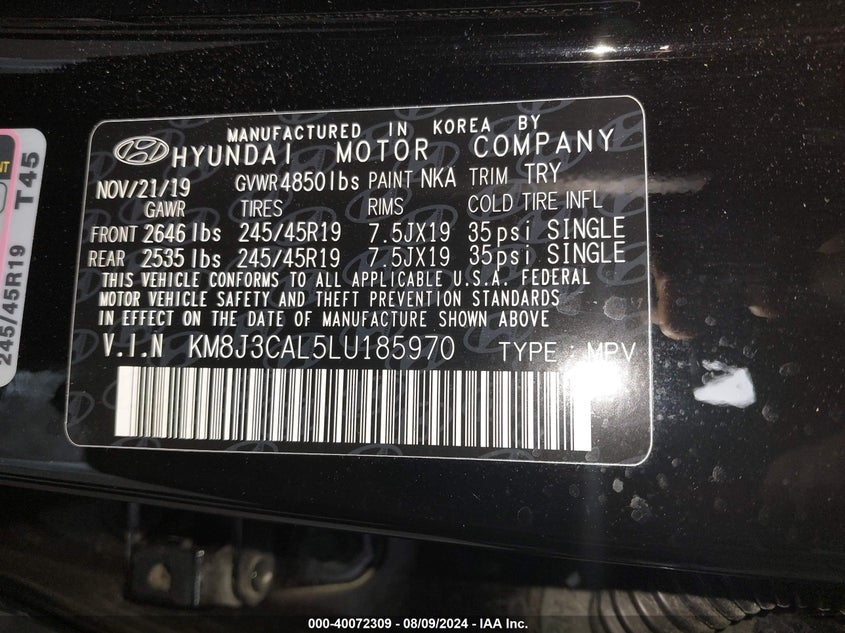 MANUFACTURED IN KOREA BY
HYUNDAI MOTOR COMPANY
NOV/21/19 GVWR 4850lbs PAINT NKA TRIM TRY
GAWR TIRES RIMS COLD TIRE INFL
FRONT 2646 lbs 245/45R19 7.5JX19 35psi SINGLE
REAR 2535 lbs 245/45R19 7.5JX19 35psi SINGLE
THIS VEHICLE CONFORMS TO ALL APPLICABLE U.S.A. FEDERAL
MOTOR VEHICLE SAFETY AND THEFT PREVENTION STANDARDS
IN EFFECT ON THE DATE OF MANUFACTURE SHOWN ABOVE
V.I.N KM8J3CAL5LU185970 TYPE : MPV
245/45R19 T45
000-40072309 - 08/09/2024 - IAA Inc.